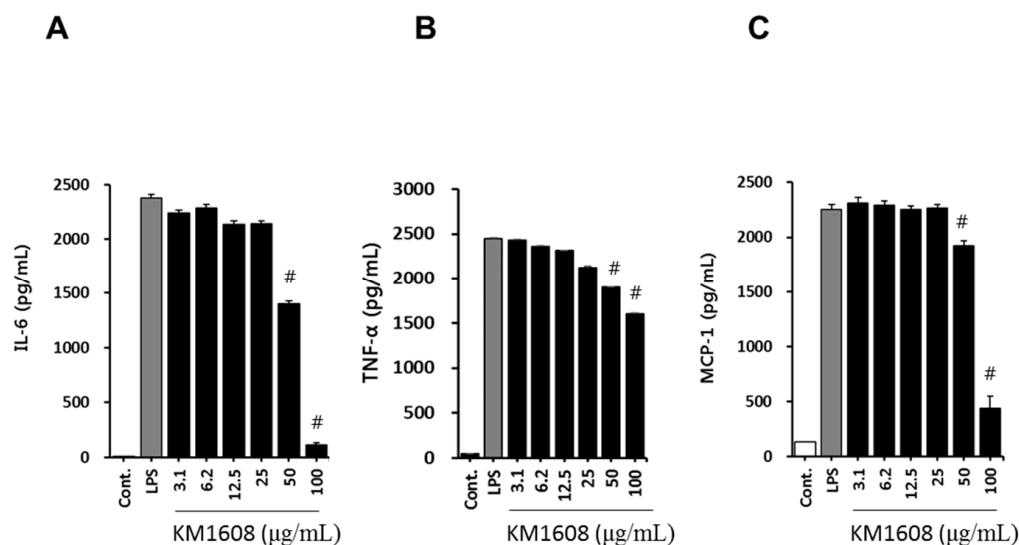 A
B
C
IL-6 (pg/mL)
2500
2000
1500
1000
500
0
#
#
Cont.
LPS
3.1
6.2
12.5
25
50
100
KM1608 (μg/mL)
TNF-α (pg/mL)
3000
2500
2000
1500
1000
500
0
#
#
Cont.
LPS
3.1
6.2
12.5
25
50
100
KM1608 (μg/mL)
MCP-1 (pg/mL)
2500
2000
1500
1000
500
0
#
#
Cont.
LPS
3.1
6.2
12.5
25
50
100
KM1608 (μg/mL)